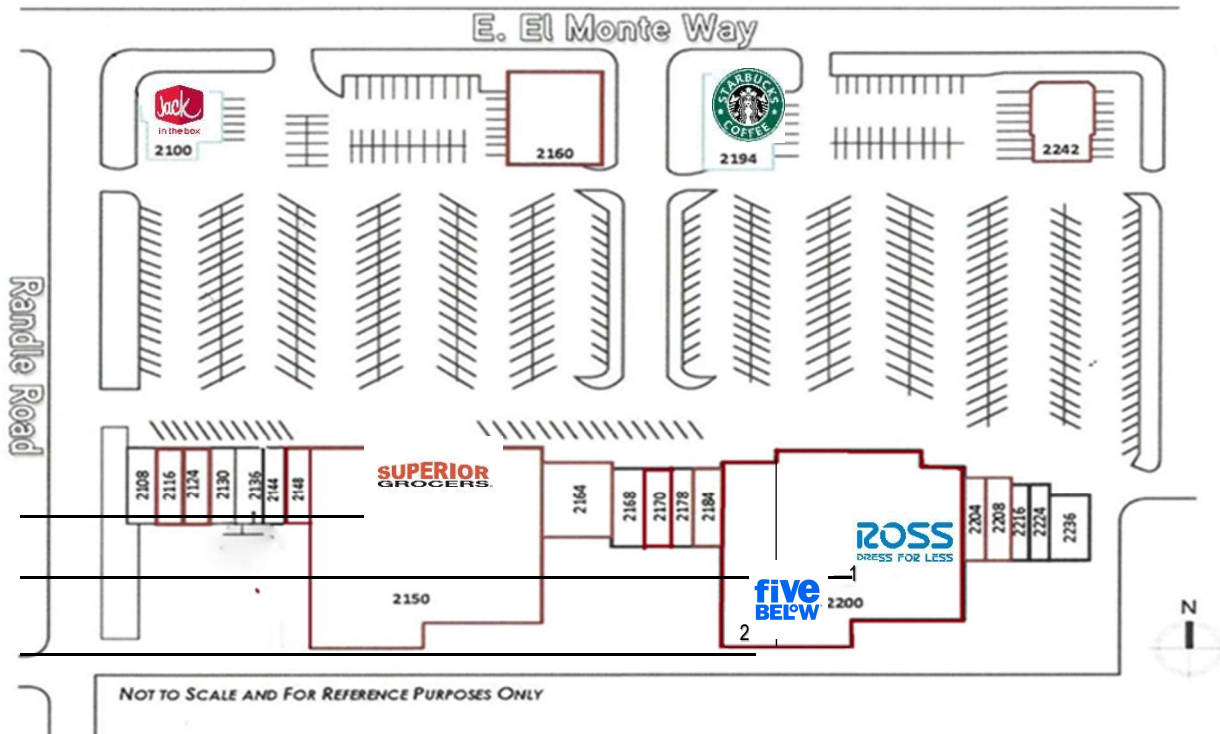 E. El Monte Way
Jack
in the box
2100
2160
STARBUCKS
COFFEE
2194
2242
Randle Road
2108
2116
2124
2130
2136
2144
2148
SUPERIOR
GROCERS
2150
2164
2168
2170
2178
2184
ROSS
DRESS FOR LESS
1
five
BELOW
2200
2
2204
2208
2216
2224
2236
N
NOT TO SCALE AND FOR REFERENCE PURPOSES ONLY